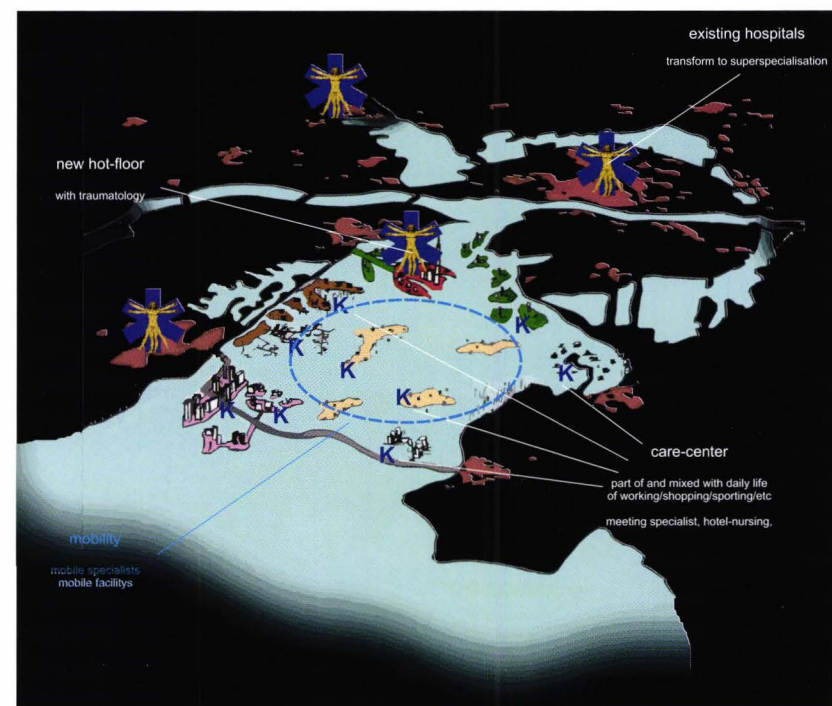 existing hospitals
transform to superspecialisation
new hot-floor
with traumatology
K
K
K
K
K
K
K
K
K
care-center
part of and mixed with daily life
of working/shopping/sporting/etc
meeting specialist, hotel-nursing,
mobility
mobile specialists
mobile facilitys